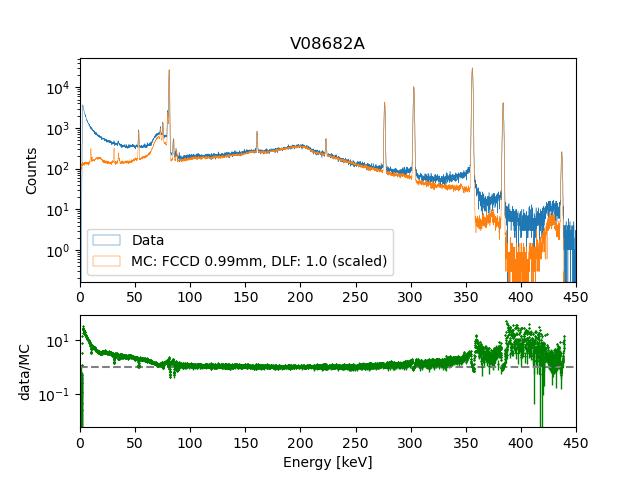 V08682A
Counts
10⁴
10³
10²
10¹
10⁰
Data
MC: FCCD 0.99mm, DLF: 1.0 (scaled)
0 50 100 150 200 250 300 350 400 450
data/MC
10¹
10⁻¹
0 50 100 150 200 250 300 350 400 450
Energy [keV]